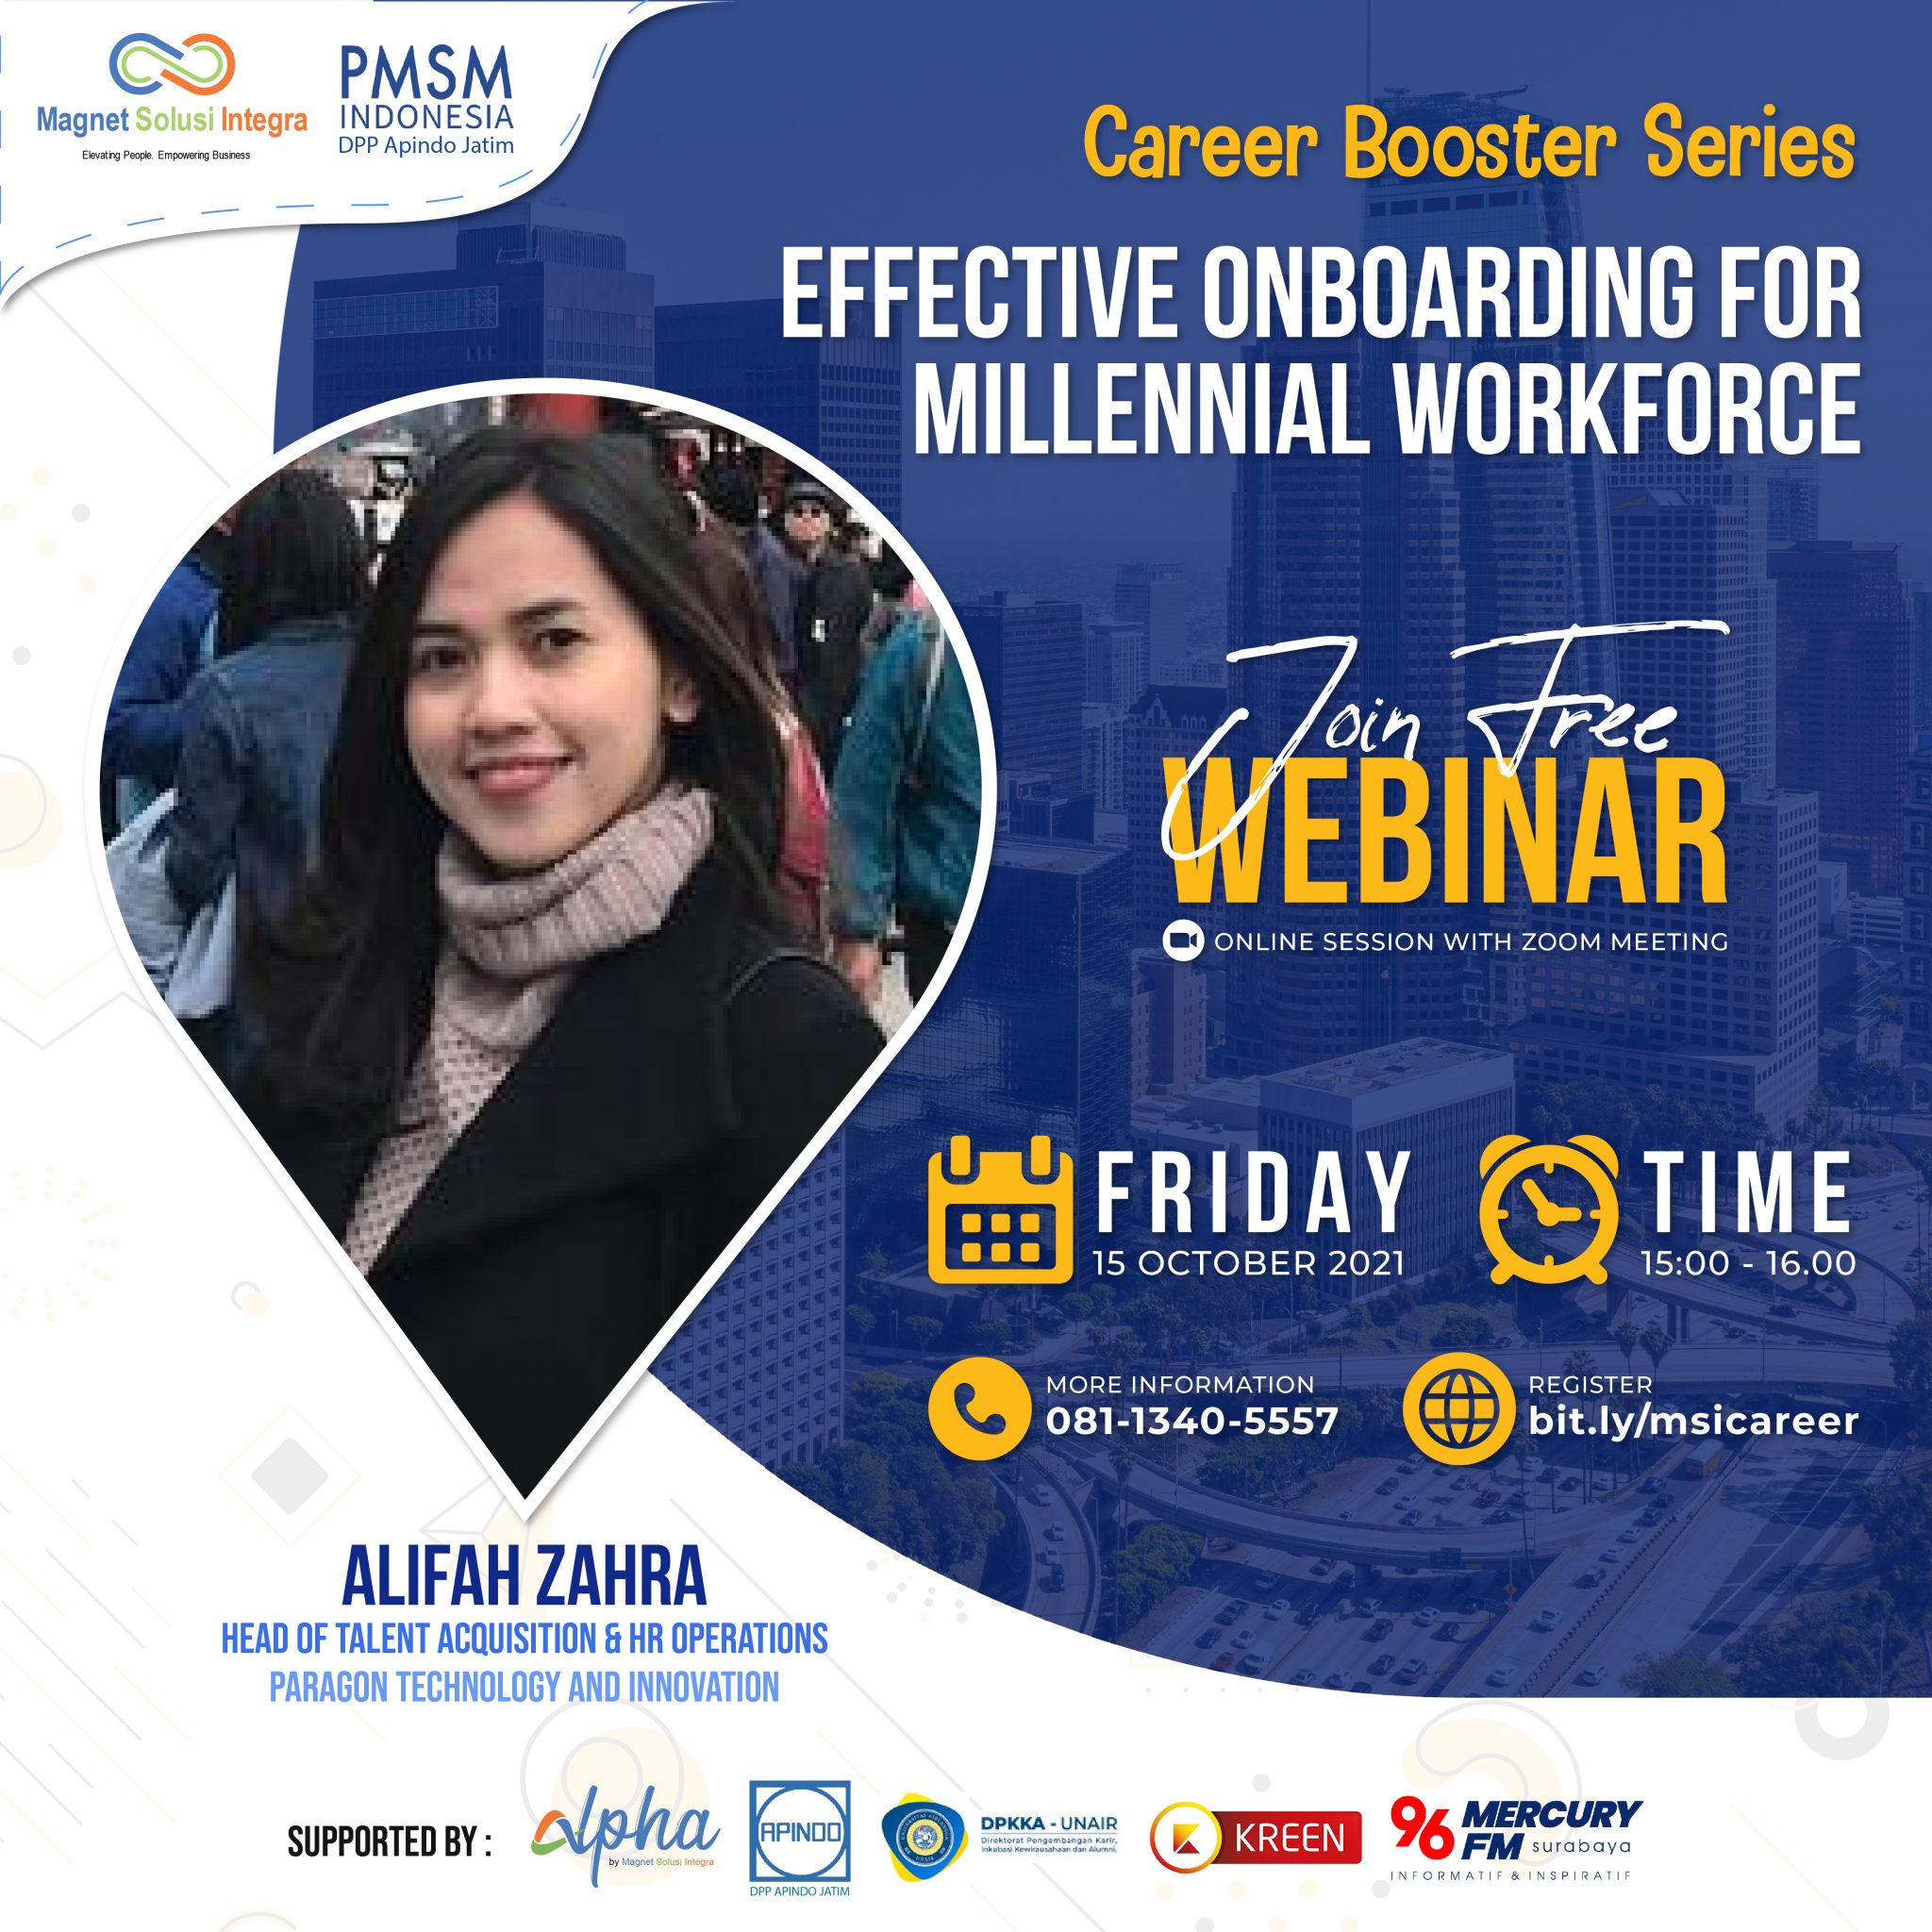 Magnet Solusi Integra
Elevating People. Empowering Business
PMSM
INDONESIA
DPP Apindo Jatim
Career Booster Series
EFFECTIVE ONBOARDING FOR
MILLENNIAL WORKFORCE
Join Free
WEBINAR
ONLINE SESSION WITH ZOOM MEETING
FRIDAY
15 OCTOBER 2021
TIME
15:00 - 16.00
MORE INFORMATION
081-1340-5557
REGISTER
bit.ly/msicareer
ALIFAH ZAHRA
HEAD OF TALENT ACQUISITION & HR OPERATIONS
PARAGON TECHNOLOGY AND INNOVATION
SUPPORTED BY :
Alpha
by Magnet Solusi Integra
APINDO
DPP APINDO JATIM
DPKKA - UNAIR
Direktorat Pengembangan Karir,
Inkubasi Kewirausahaan dan Alumni.
KREEN
96 MERCURY
FM surabaya
INFORMATIF & INSPIRATIF